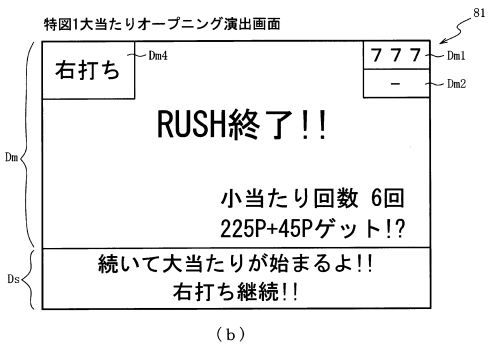 特図1大当たりオープニング演出画面
81
右打ち
Dm4
7 7 7
Dm1
−
Dm2
RUSH終了!!
Dm
小当たり回数 6回
225P+45Pゲット!?
Ds
続いて大当たりが始まるよ!!
右打ち継続!!
(b)